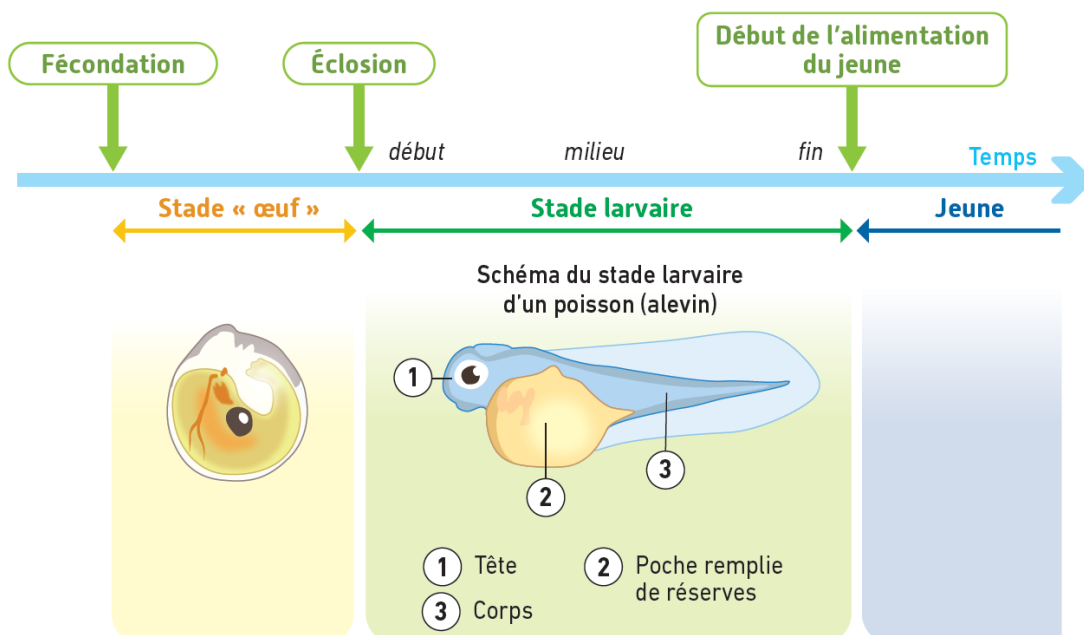 Fécondation
Éclosion
Début de l'alimentation
du jeune
début
milieu
fin
Temps
Stade « œuf »
Stade larvaire
Jeune
Schéma du stade larvaire
d'un poisson (alevin)
1
2
3
1 Tête
2 Poche remplie
de réserves
3 Corps